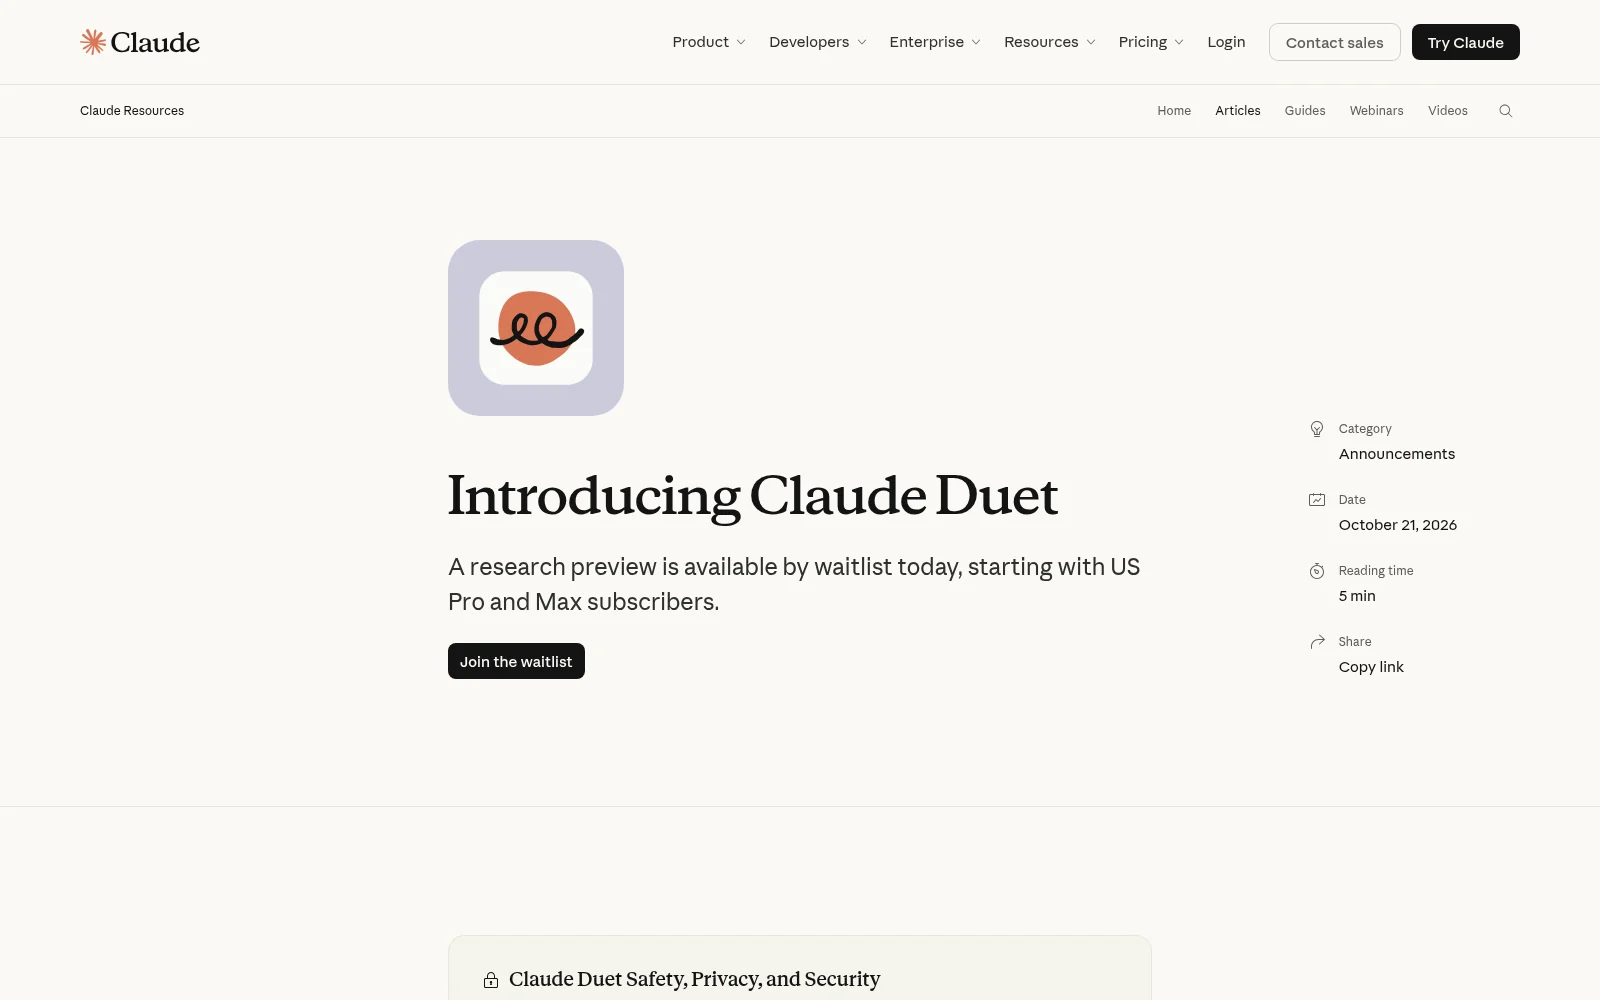 Claude
Product
Developers
Enterprise
Resources
Pricing
Login
Contact sales
Try Claude
Claude Resources
Home
Articles
Guides
Webinars
Videos
Introducing Claude Duet
A research preview is available by waitlist today, starting with US
Pro and Max subscribers.
Join the waitlist
Category
Announcements
Date
October 21, 2026
Reading time
5 min
Share
Copy link
Claude Duet Safety, Privacy, and Security